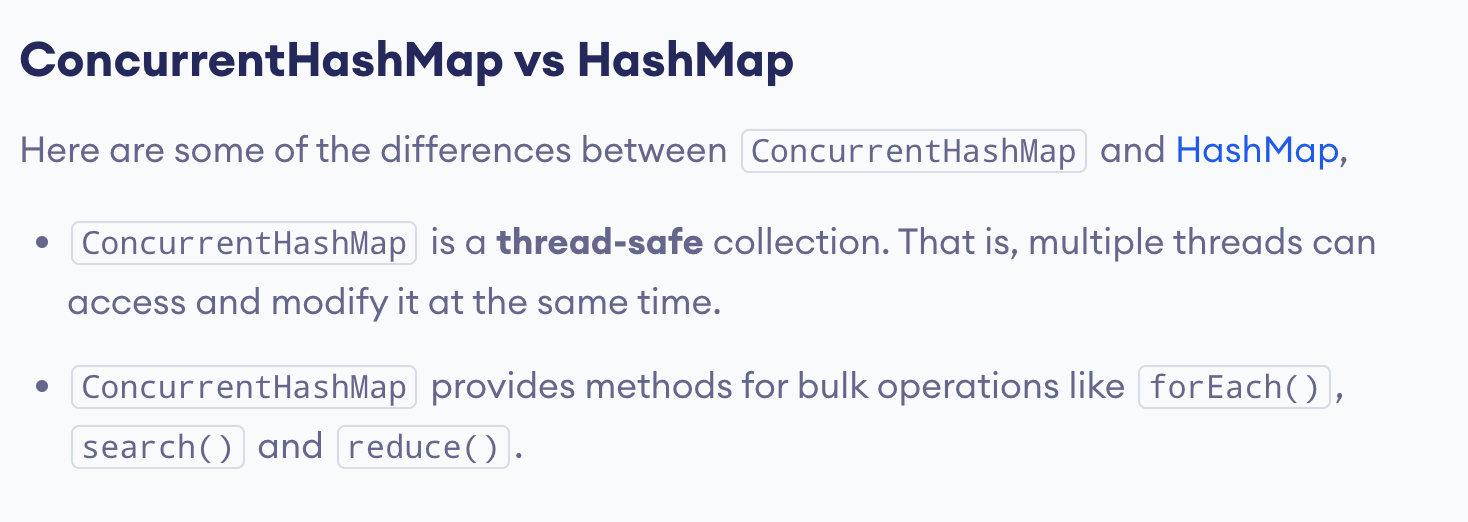 ConcurrentHashMap vs HashMap
Here are some of the differences between ConcurrentHashMap and HashMap,
• ConcurrentHashMap is a thread-safe collection. That is, multiple threads can
access and modify it at the same time.
• ConcurrentHashMap provides methods for bulk operations like forEach(),
search() and reduce().